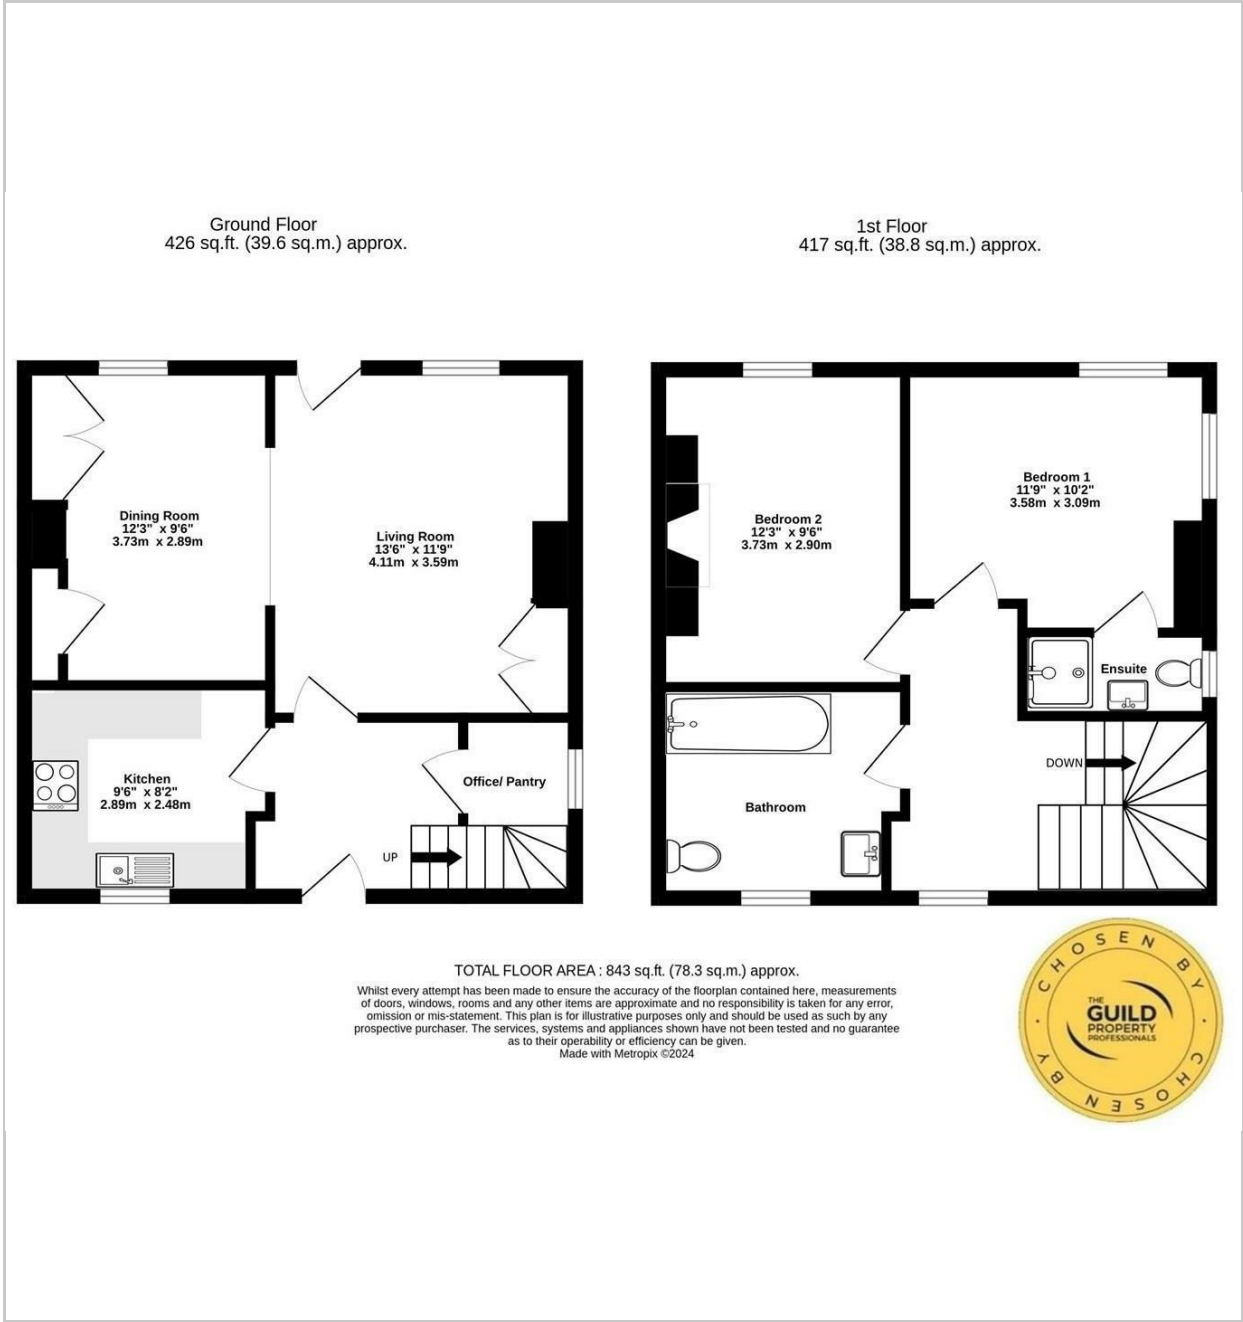 Ground Floor
426 sq.ft. (39.6 sq.m.) approx.
1st Floor
417 sq.ft. (38.8 sq.m.) approx.
Dining Room
12'3" x 9'6"
3.73m x 2.89m
Living Room
13'6" x 11'9"
4.11m x 3.59m
Kitchen
9'6" x 8'2"
2.89m x 2.48m
Office/ Pantry
UP
Bedroom 2
12'3" x 9'6"
3.73m x 2.90m
Bedroom 1
11'9" x 10'2"
3.58m x 3.09m
Ensuite
DOWN
Bathroom
TOTAL FLOOR AREA : 843 sq.ft. (78.3 sq.m.) approx.
Whilst every attempt has been made to ensure the accuracy of the floorplan contained here, measurements
of doors, windows, rooms and any other items are approximate and no responsibility is taken for any error,
omission or mis-statement. This plan is for illustrative purposes only and should be used as such by any
prospective purchaser. The services, systems and appliances shown have not been tested and no guarantee
as to their operability or efficiency can be given.
Made with Metropix ©2024
CHOSEN BY · CHOSEN BY ·
THE
GUILD
PROPERTY
PROFESSIONALS